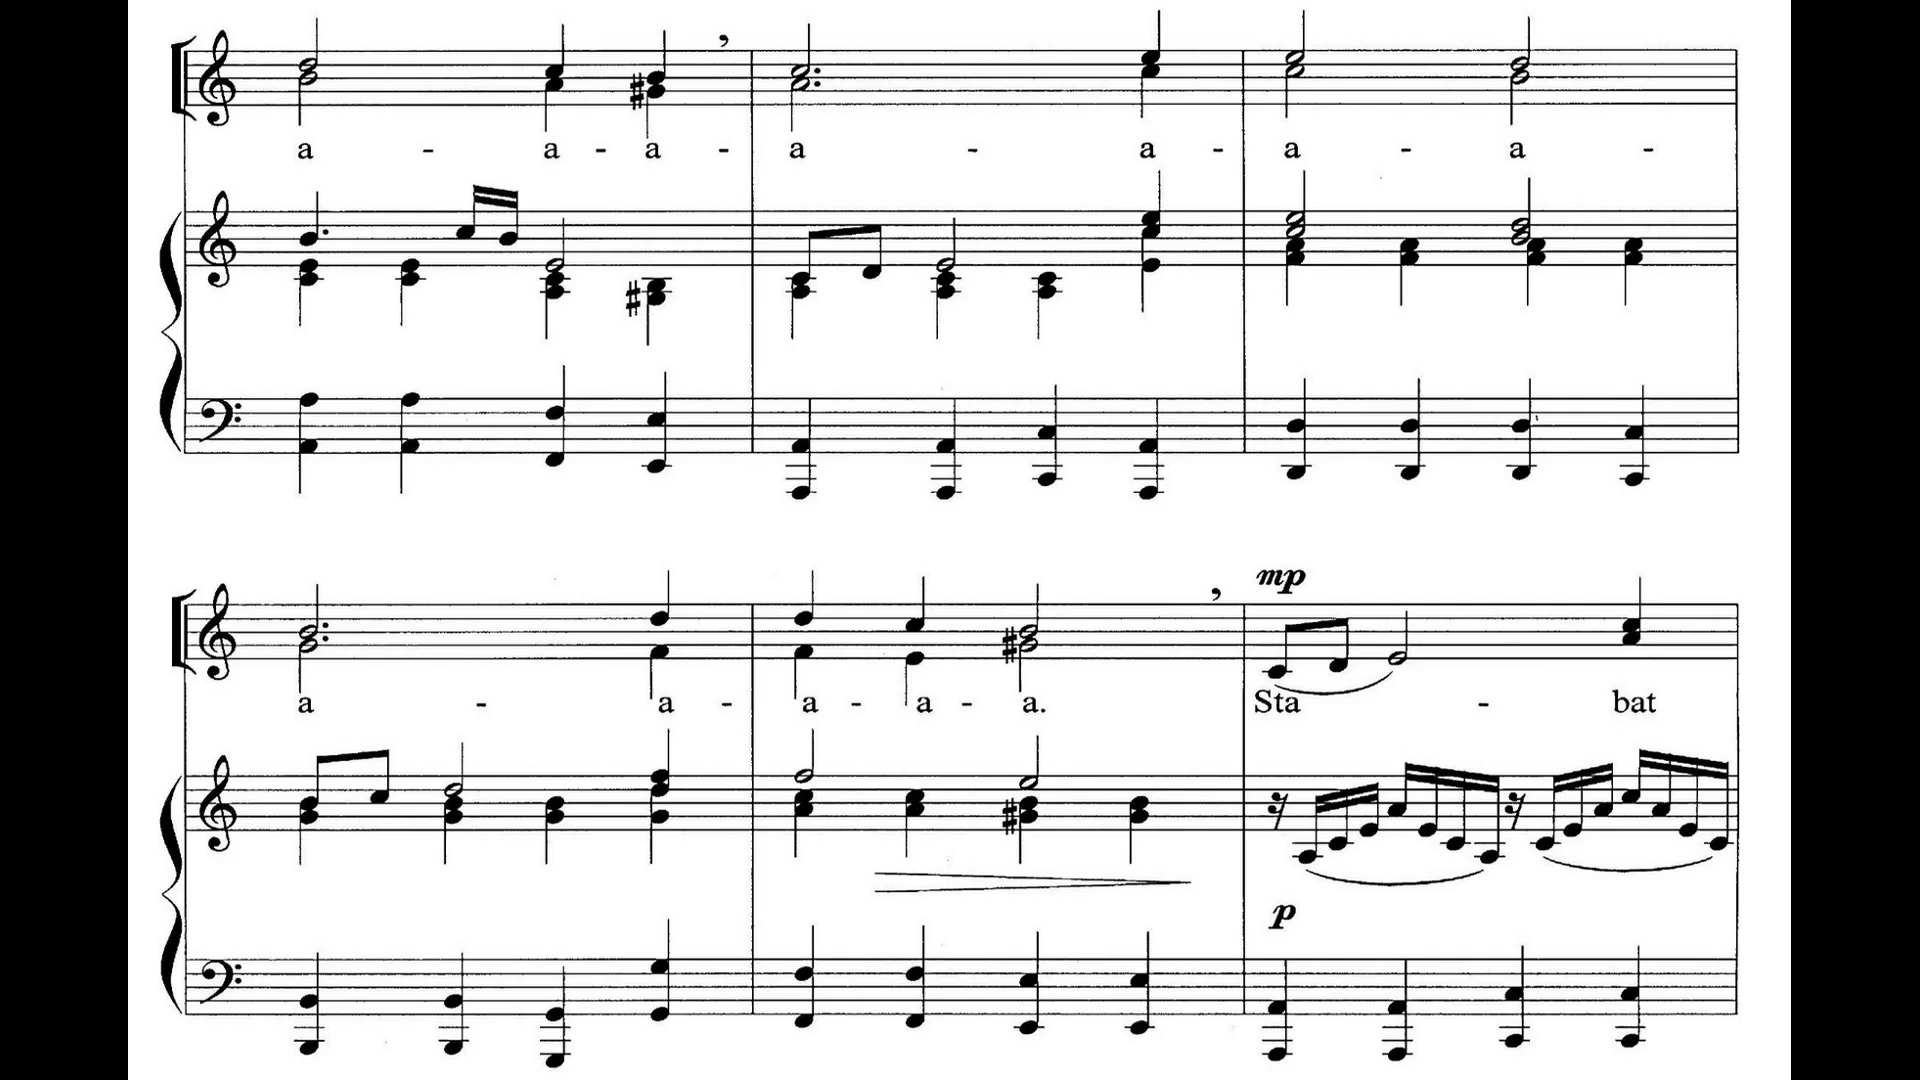 a - a - a - a - a - a - a -
mp
a - a - a - a - a. Sta - bat
p